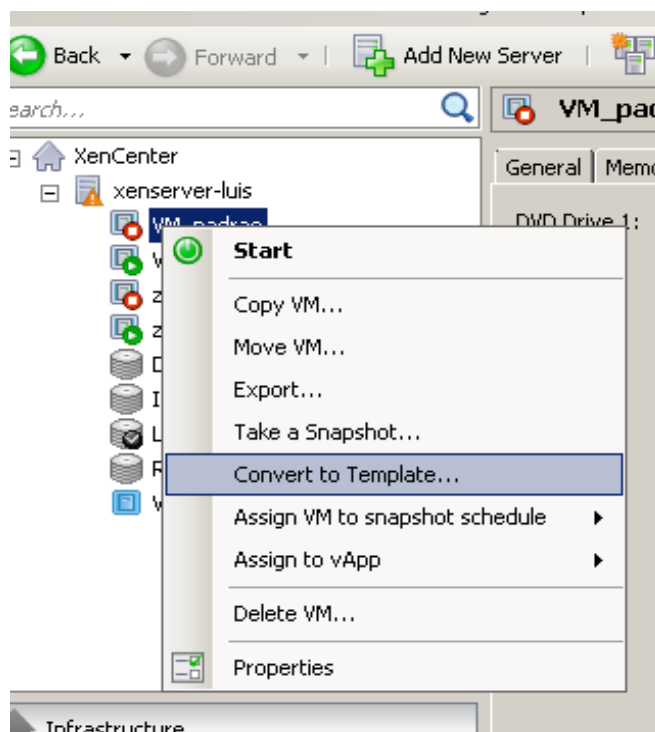 Back Forward Add New Server
earch...
VM_pad
XenCenter
General Memo
xenserver-luis
VM_padrao
DVD Drive 1:
Start
Copy VM...
Move VM...
Export...
Take a Snapshot...
Convert to Template...
Assign VM to snapshot schedule
Assign to vApp
Delete VM...
Properties
Infrastructure